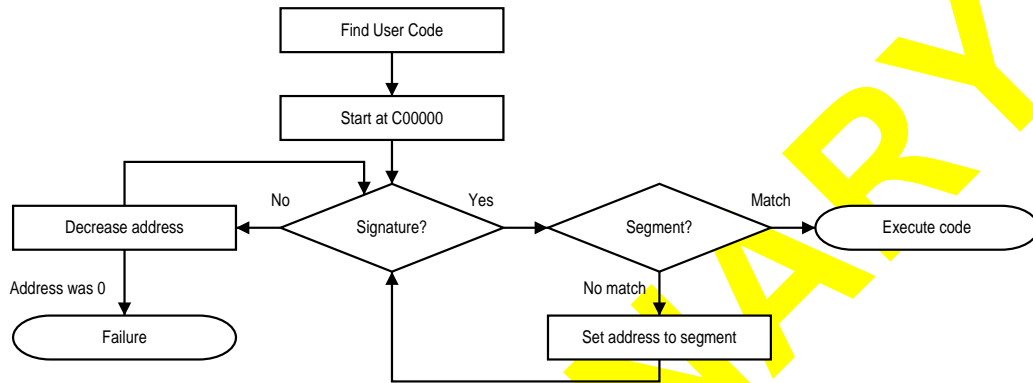 Find User Code
Start at C00000
No
Yes
Match
Decrease address
Signature?
Segment?
Execute code
Address was 0
No match
Failure
Set address to segment
NARY